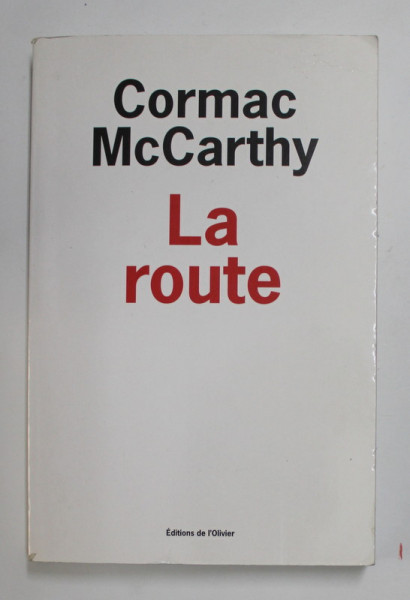 Cormac
McCarthy
La
route
Éditions de l'Olivier